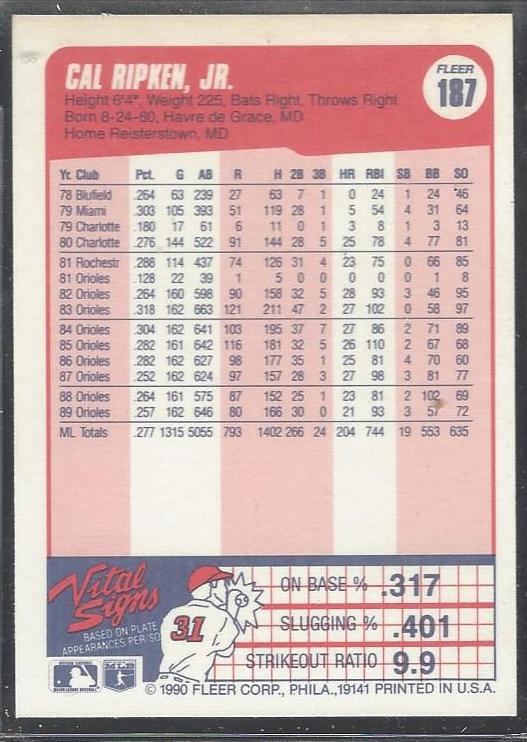 CAL RIPKEN, JR.
FLEER
187
Height 6'4", Weight 225, Bats Right, Throws Right
Born 8-24-60, Havre de Grace, MD
Home Reisterstown, MD
Yr. Club Pct. G AB R H 2B 3B HR RBI SB BB SO
78 Bluefield .264 63 239 27 63 7 1 0 24 1 24 46
79 Miami .303 105 393 51 119 28 1 5 54 4 31 64
79 Charlotte .180 17 61 6 11 0 1 3 8 1 3 13
80 Charlotte .276 144 522 91 144 28 5 25 78 4 77 81
81 Rochestr .286 114 437 74 126 31 4 23 75 0 66 85
81 Orioles .128 22 39 1 5 0 0 0 0 0 1 8
82 Orioles .264 160 598 90 158 32 5 28 93 3 46 95
83 Orioles .318 162 663 121 211 47 2 27 102 0 58 97
84 Orioles .304 162 641 103 195 37 7 27 86 2 71 89
85 Orioles .282 161 642 116 181 32 5 26 110 2 67 68
86 Orioles .282 162 627 98 177 35 1 25 81 4 70 60
87 Orioles .252 162 624 97 157 28 3 27 98 3 81 77
88 Orioles .264 161 575 87 152 25 1 23 81 2 102 69
89 Orioles .257 162 646 80 166 30 0 21 93 3 57 72
ML Totals .277 1315 5055 793 1402 266 24 204 744 19 553 635
Vital
Signs
BASED ON PLATE
APPEARANCES PER/SO
31
ON BASE % .317
SLUGGING % .401
STRIKEOUT RATIO 9.9
© 1990 FLEER CORP., PHILA., 19141 PRINTED IN U.S.A.